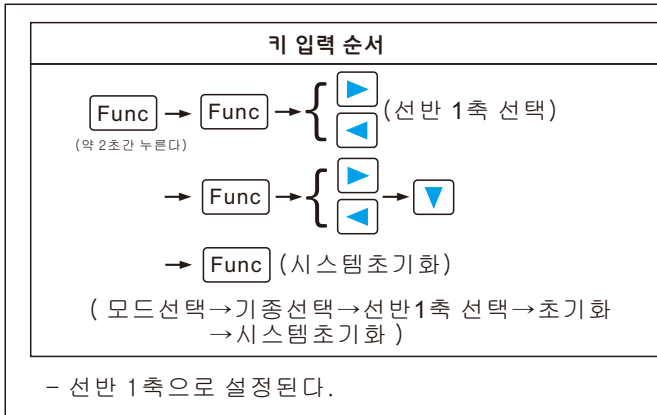 키 입력 순서
Func → Func → { ▶ ◀ (선반 1축 선택)
(약 2초간 누른다)
→ Func → { ▶ ◀ → ▼
→ Func (시스템초기화)
( 모드선택→기종선택→선반1축 선택→초기화
→시스템초기화 )
– 선반 1축으로 설정된다.